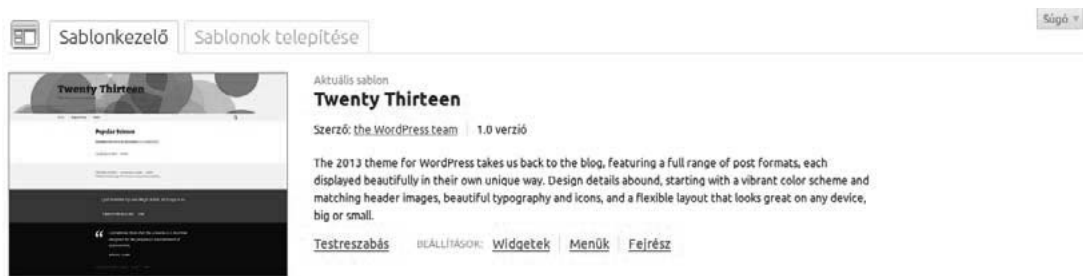 Súgó
Sablonkezelő Sablonok telepítése
Aktuális sablon
Twenty Thirteen
Szerző: the WordPress team 1.0 verzió
The 2013 theme for WordPress takes us back to the blog, featuring a full range of post formats, each
displayed beautifully in their own unique way. Design details abound, starting with a vibrant color scheme and
matching header images, beautiful typography and icons, and a flexible layout that looks great on any device,
big or small.
Testreszabás BEÁLLÍTÁSOK: Widgetek Menük Fejrész
Twenty Thirteen
Popular Science